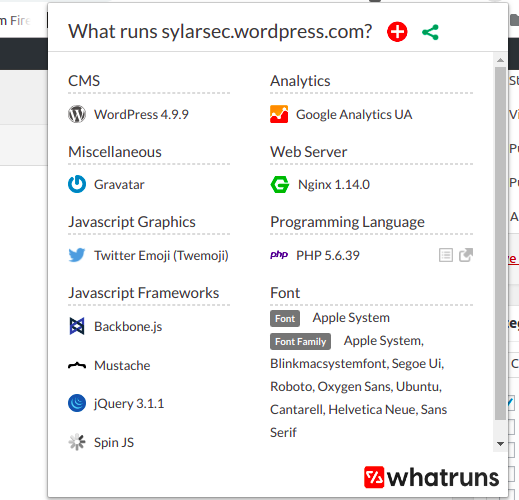 What runs sylarsec.wordpress.com?
CMS
WordPress 4.9.9
Miscellaneous
Gravatar
Javascript Graphics
Twitter Emoji (Twemoji)
Javascript Frameworks
Backbone.js
Mustache
jQuery 3.1.1
Spin JS
Analytics
Google Analytics UA
Web Server
Nginx 1.14.0
Programming Language
php PHP 5.6.39
Font
Font Apple System
Font Family Apple System,
Blinkmacsystemfont, Segoe Ui,
Roboto, Oxygen Sans, Ubuntu,
Cantarell, Helvetica Neue, Sans
Serif
whatruns